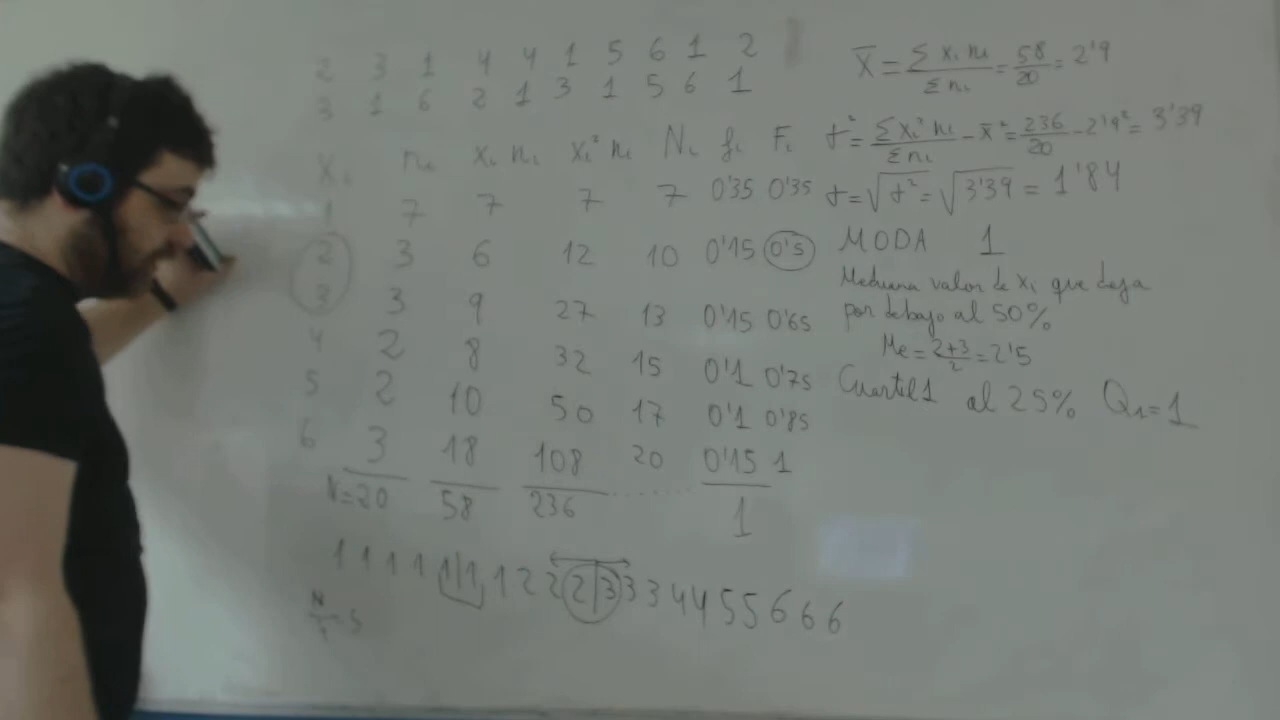 2 3 1 4 4 1 5 6 1 2
3 1 6 2 1 3 1 5 6 1
xᵢ nᵢ xᵢ nᵢ xᵢ² nᵢ Nᵢ fᵢ Fᵢ
1 7 7 7 7 0'35 0'35
2 3 6 12 10 0'15 0'5
3 3 9 27 13 0'15 0'65
4 2 8 32 15 0'1 0'75
5 2 10 50 17 0'1 0'85
6 3 18 108 20 0'15 1
N=20 58 236 ....... 1
1 1 1 1 1|1 1 2 2 2|3 3 3 4 4 5 5 6 6 6
x̄ = Σ xᵢ nᵢ / Σ nᵢ = 58/20 = 2'9
σ² = Σ xᵢ² nᵢ / Σ nᵢ - x̄² = 236/20 - 2'9² = 3'39
σ = √σ² = √3'39 = 1'84
MODA 1
Mediana valor de xᵢ que deja
por debajo al 50%
Me = 2+3/2 = 2'5
Cuartil 1 al 25% Q₁=1